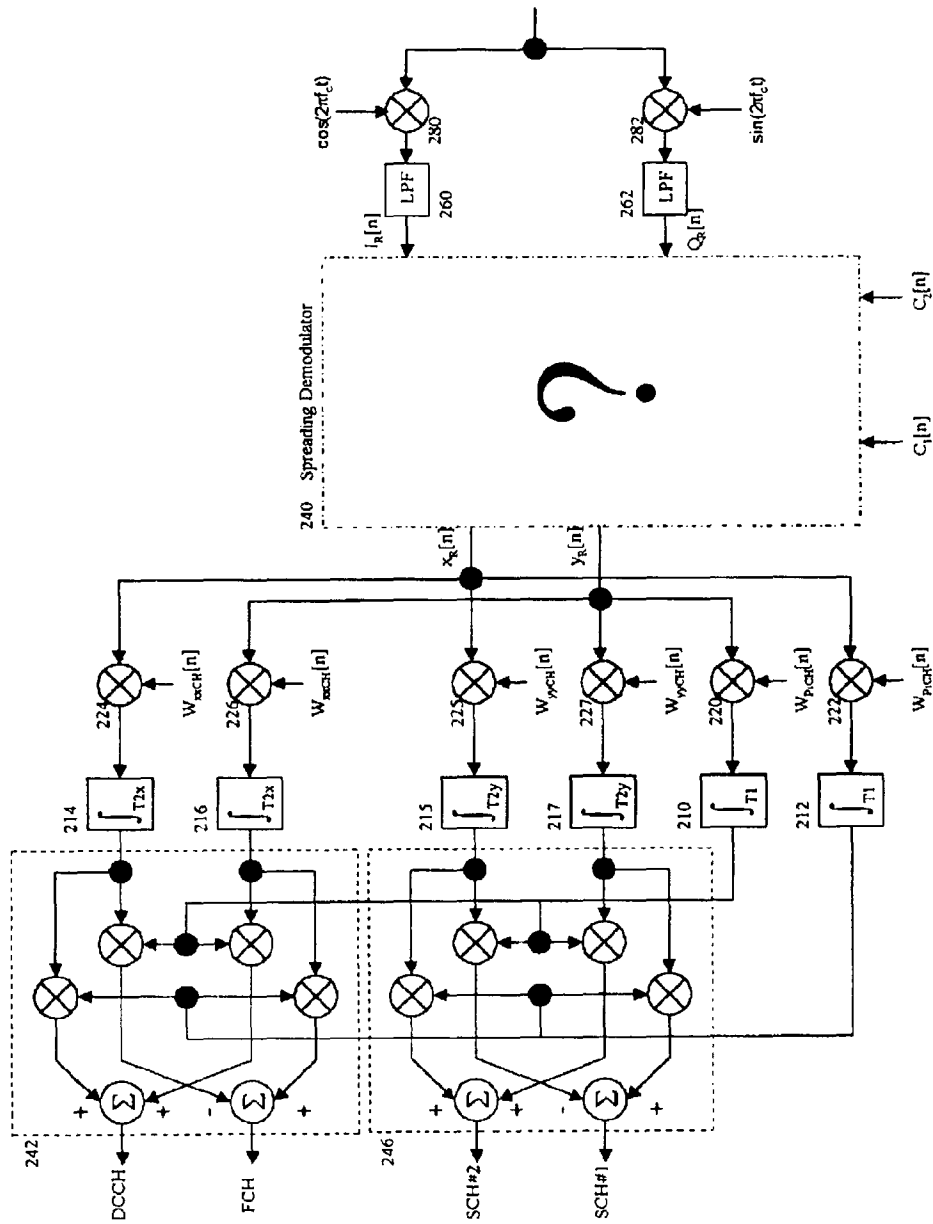 cos(2πf_c t)
280
LPF
260
I_R[n]
282
sin(2πf_c t)
LPF
262
Q_R[n]
240 Spreading Demodulator
?
C_1[n]
C_2[n]
x_R[n]
y_R[n]
224
W_xxCH[n]
226
W_xxCH[n]
225
W_yyCH[n]
227
W_yyCH[n]
220
W_PiCH[n]
222
W_PiCH[n]
214
∫T2x
216
∫T2x
215
∫T2y
217
∫T2y
210
∫T1
212
∫T1
242
+
Σ
+
-
Σ
+
246
+
Σ
+
-
Σ
+
DCCH
FCH
SCH#2
SCH#1